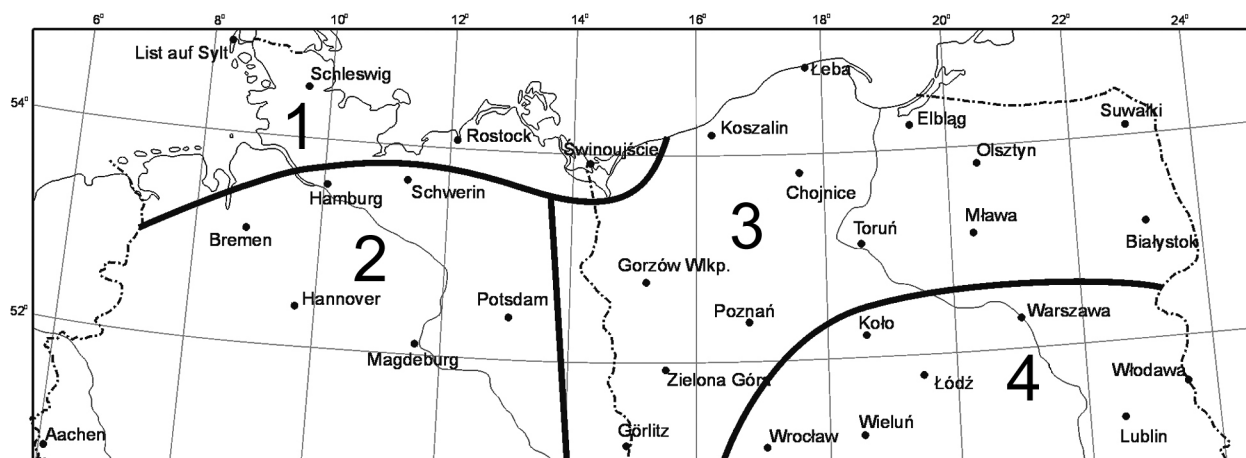 6° 8° 10° 12° 14° 16° 18° 20° 22° 24°
List auf Sylt
Schleswig
Łeba
54°
1
Rostock
Koszalin
Elbląg
Suwałki
Świnoujście
Olsztyn
Hamburg
Schwerin
Chojnice
Bremen
3
Toruń
Mława
Białystok
2
Gorzów Wlkp.
Hannover
Potsdam
Poznań
52°
Koło
Warszawa
Magdeburg
Zielona Góra
4
Łódź
Włodawa
Aachen
Görlitz
Wrocław
Wieluń
Lublin